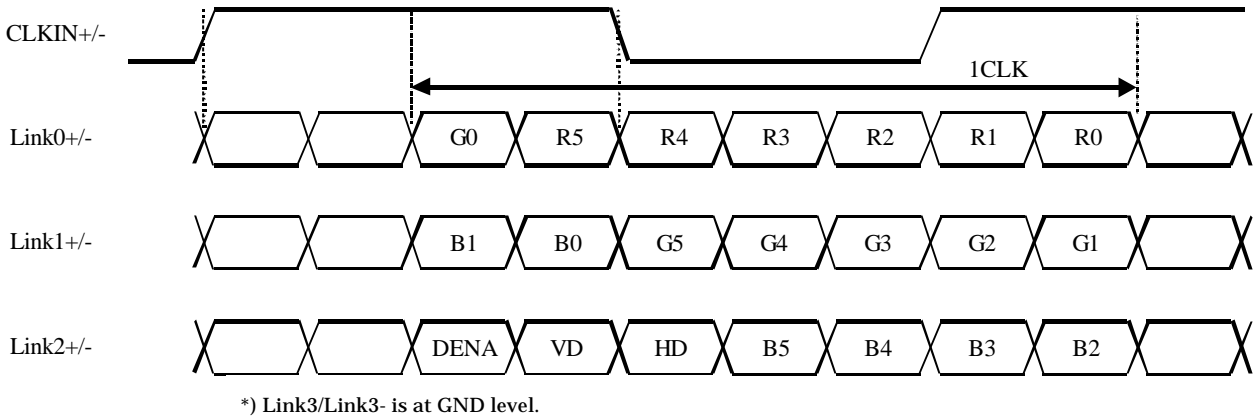 CLKIN+/-
1CLK
Link0+/- G0 R5 R4 R3 R2 R1 R0
Link1+/- B1 B0 G5 G4 G3 G2 G1
Link2+/- DENA VD HD B5 B4 B3 B2
*) Link3/Link3- is at GND level.